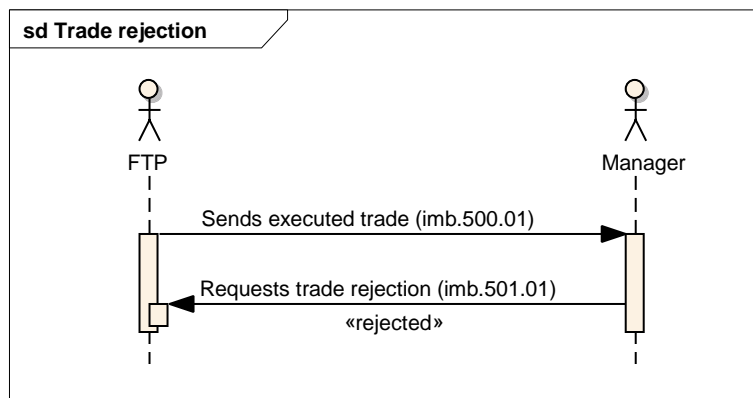 sd Trade rejection
FTP
Manager
Sends executed trade (imb.500.01)
Requests trade rejection (imb.501.01)
«rejected»